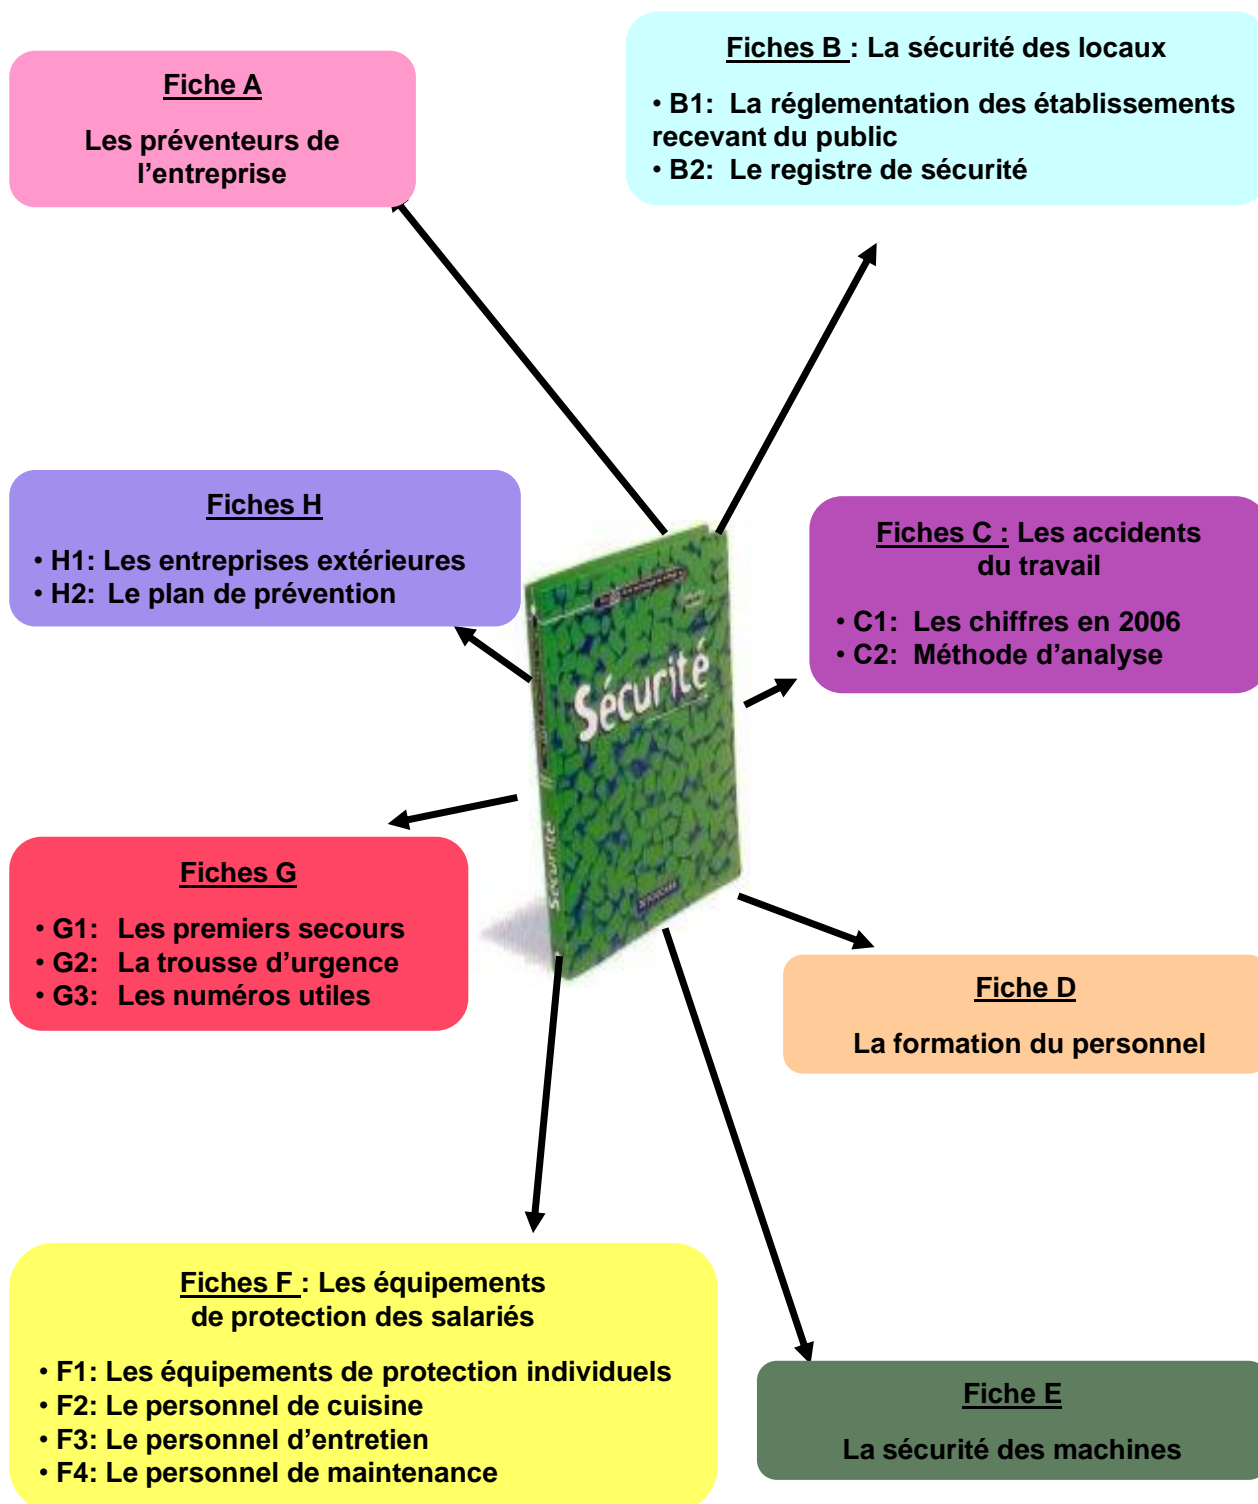 Fiche A
Les préventeurs de
l’entreprise
Fiches B : La sécurité des locaux
• B1: La réglementation des établissements
recevant du public
• B2: Le registre de sécurité
Fiches H
• H1: Les entreprises extérieures
• H2: Le plan de prévention
Fiches C : Les accidents
du travail
• C1: Les chiffres en 2006
• C2: Méthode d’analyse
Sécurité
Sécurité
Fiches G
• G1: Les premiers secours
• G2: La trousse d’urgence
• G3: Les numéros utiles
Fiche D
La formation du personnel
Fiches F : Les équipements
de protection des salariés
• F1: Les équipements de protection individuels
• F2: Le personnel de cuisine
• F3: Le personnel d’entretien
• F4: Le personnel de maintenance
Fiche E
La sécurité des machines